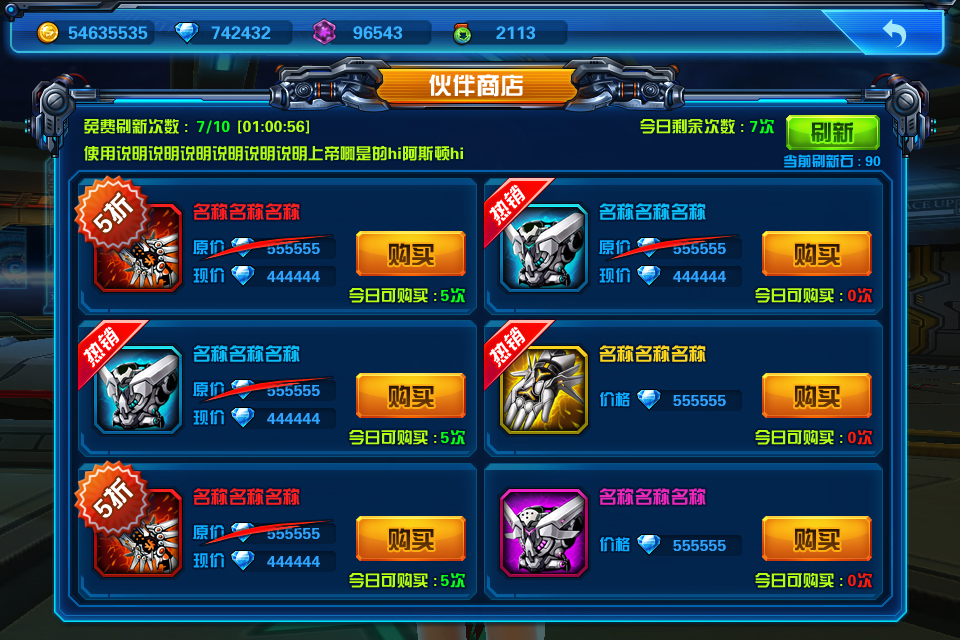 54635535 742432 96543 2113
伙伴商店
免费刷新次数：7/10 [01:00:56]
今日剩余次数：7次
刷新
使用说明说明说明说明说明说明上帝啊是的hi阿斯顿hi
当前刷新石：90
5折
名称名称名称
原价 555555
现价 444444
购买
今日可购买：5次
热销
名称名称名称
原价 555555
现价 444444
购买
今日可购买：0次
热销
名称名称名称
原价 555555
现价 444444
购买
今日可购买：5次
热销
名称名称名称
价格 555555
购买
今日可购买：0次
5折
名称名称名称
原价 555555
现价 444444
购买
今日可购买：5次
名称名称名称
价格 555555
购买
今日可购买：0次